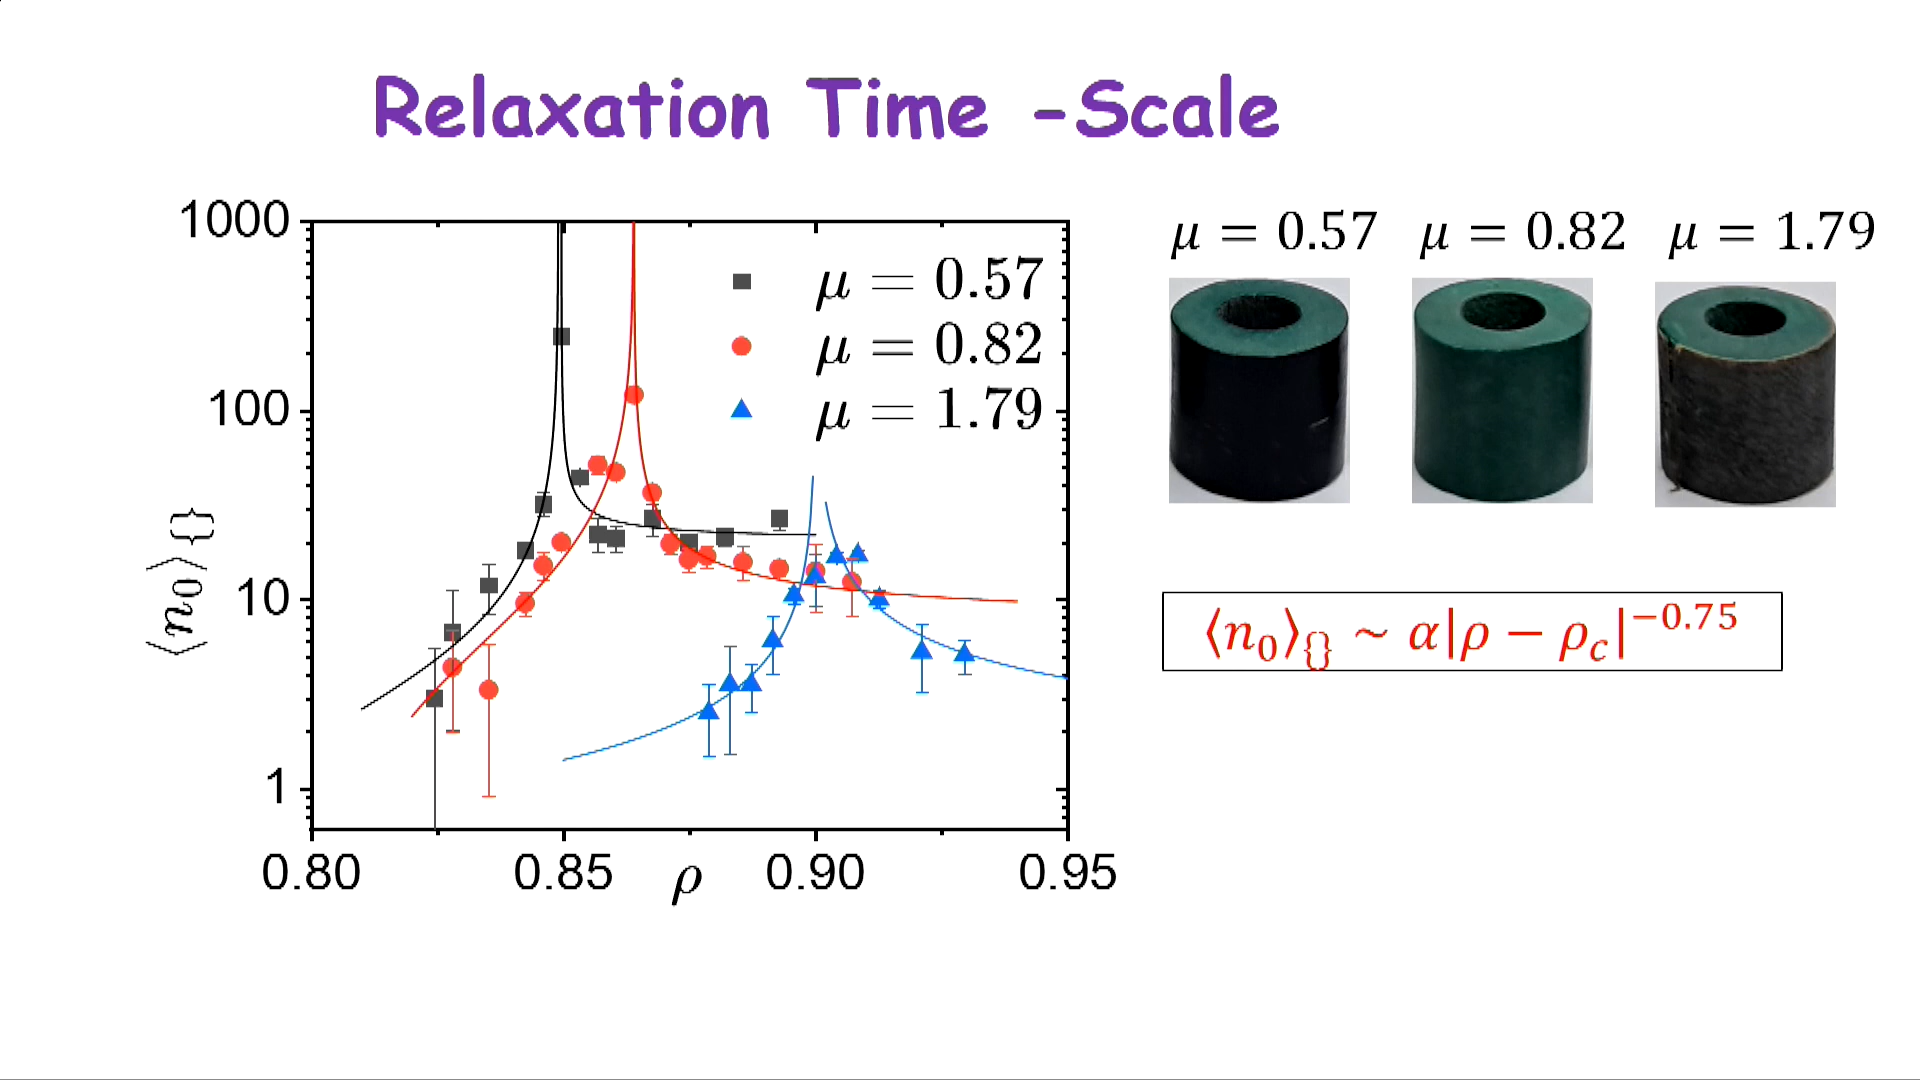 Relaxation Time -Scale
1000
100
10
1
⟨n₀⟩{}
0.80
0.85
ρ
0.90
0.95
μ = 0.57
μ = 0.82
μ = 1.79
μ = 0.57 μ = 0.82 μ = 1.79
⟨n₀⟩_{} ~ α|ρ − ρ_c|^−0.75